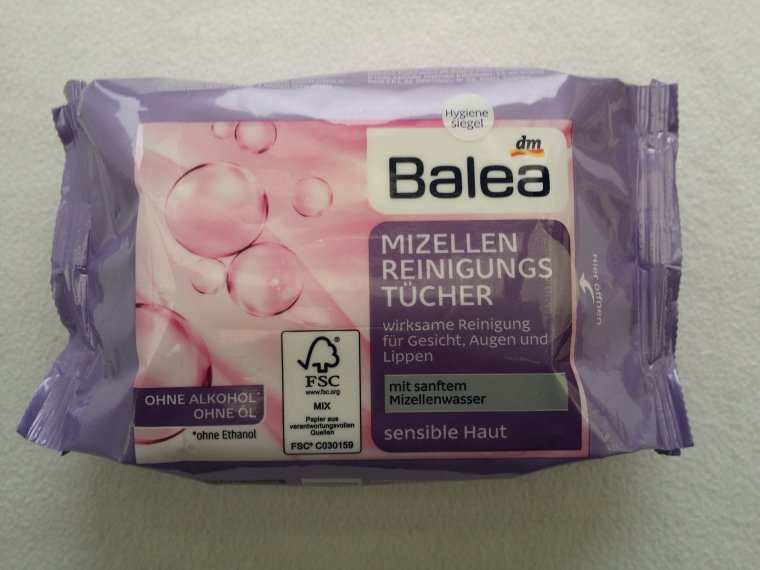 Hygiene
siegel
dm
Balea
MIZELLEN
REINIGUNGS
TÜCHER
wirksame Reinigung
für Gesicht, Augen und
Lippen
mit sanftem
Mizellenwasser
sensible Haut
Hier öffnen
FSC
www.fsc.org
MIX
Papier aus
verantwortungsvollen
Quellen
FSC® C030159
OHNE ALKOHOL*
OHNE ÖL
*ohne Ethanol